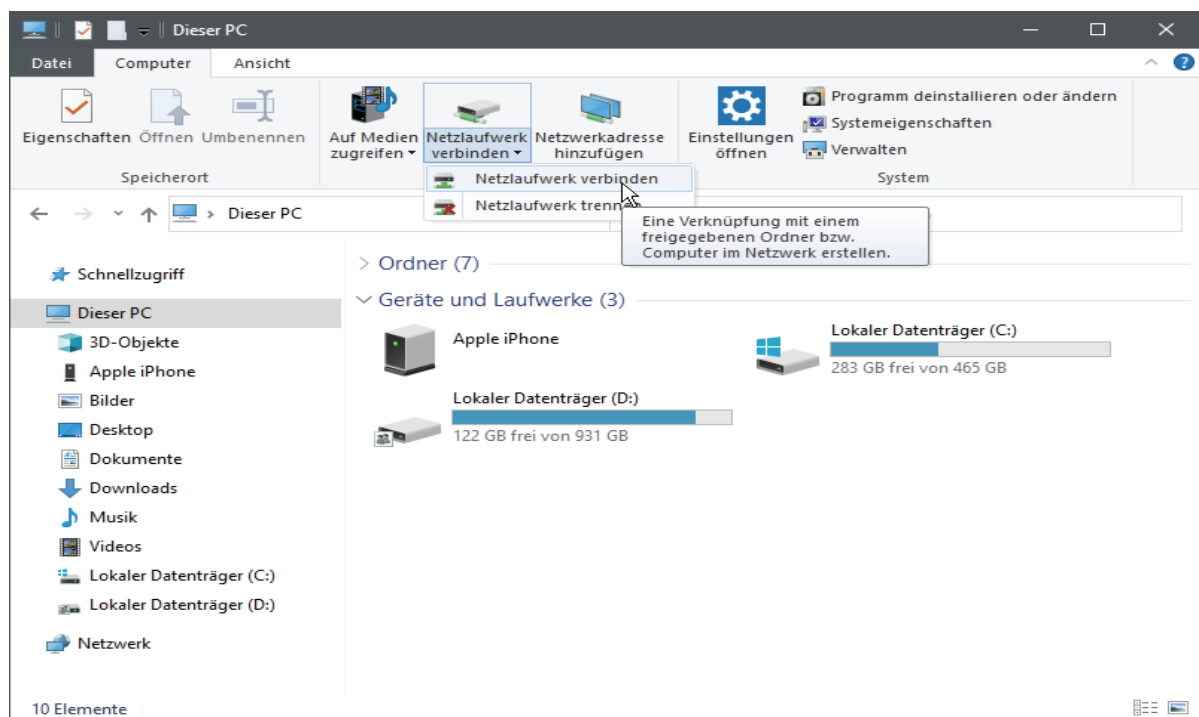 Dieser PC
Datei Computer Ansicht
Eigenschaften Öffnen Umbenennen
Auf Medien zugreifen
Netzlaufwerk verbinden
Netzwerkadresse hinzufügen
Einstellungen öffnen
Programm deinstallieren oder ändern
Systemeigenschaften
Verwalten
Speicherort
System
Netzlaufwerk verbinden
Netzlaufwerk
Eine Verknüpfung mit einem
freigegebenen Ordner bzw.
Computer im Netzwerk erstellen.
Dieser PC
Schnellzugriff
Dieser PC
3D-Objekte
Apple iPhone
Bilder
Desktop
Dokumente
Downloads
Musik
Videos
Lokaler Datenträger (C:)
Lokaler Datenträger (D:)
Netzwerk
Ordner (7)
Geräte und Laufwerke (3)
Apple iPhone
Lokaler Datenträger (C:)
283 GB frei von 465 GB
Lokaler Datenträger (D:)
122 GB frei von 931 GB
10 Elemente